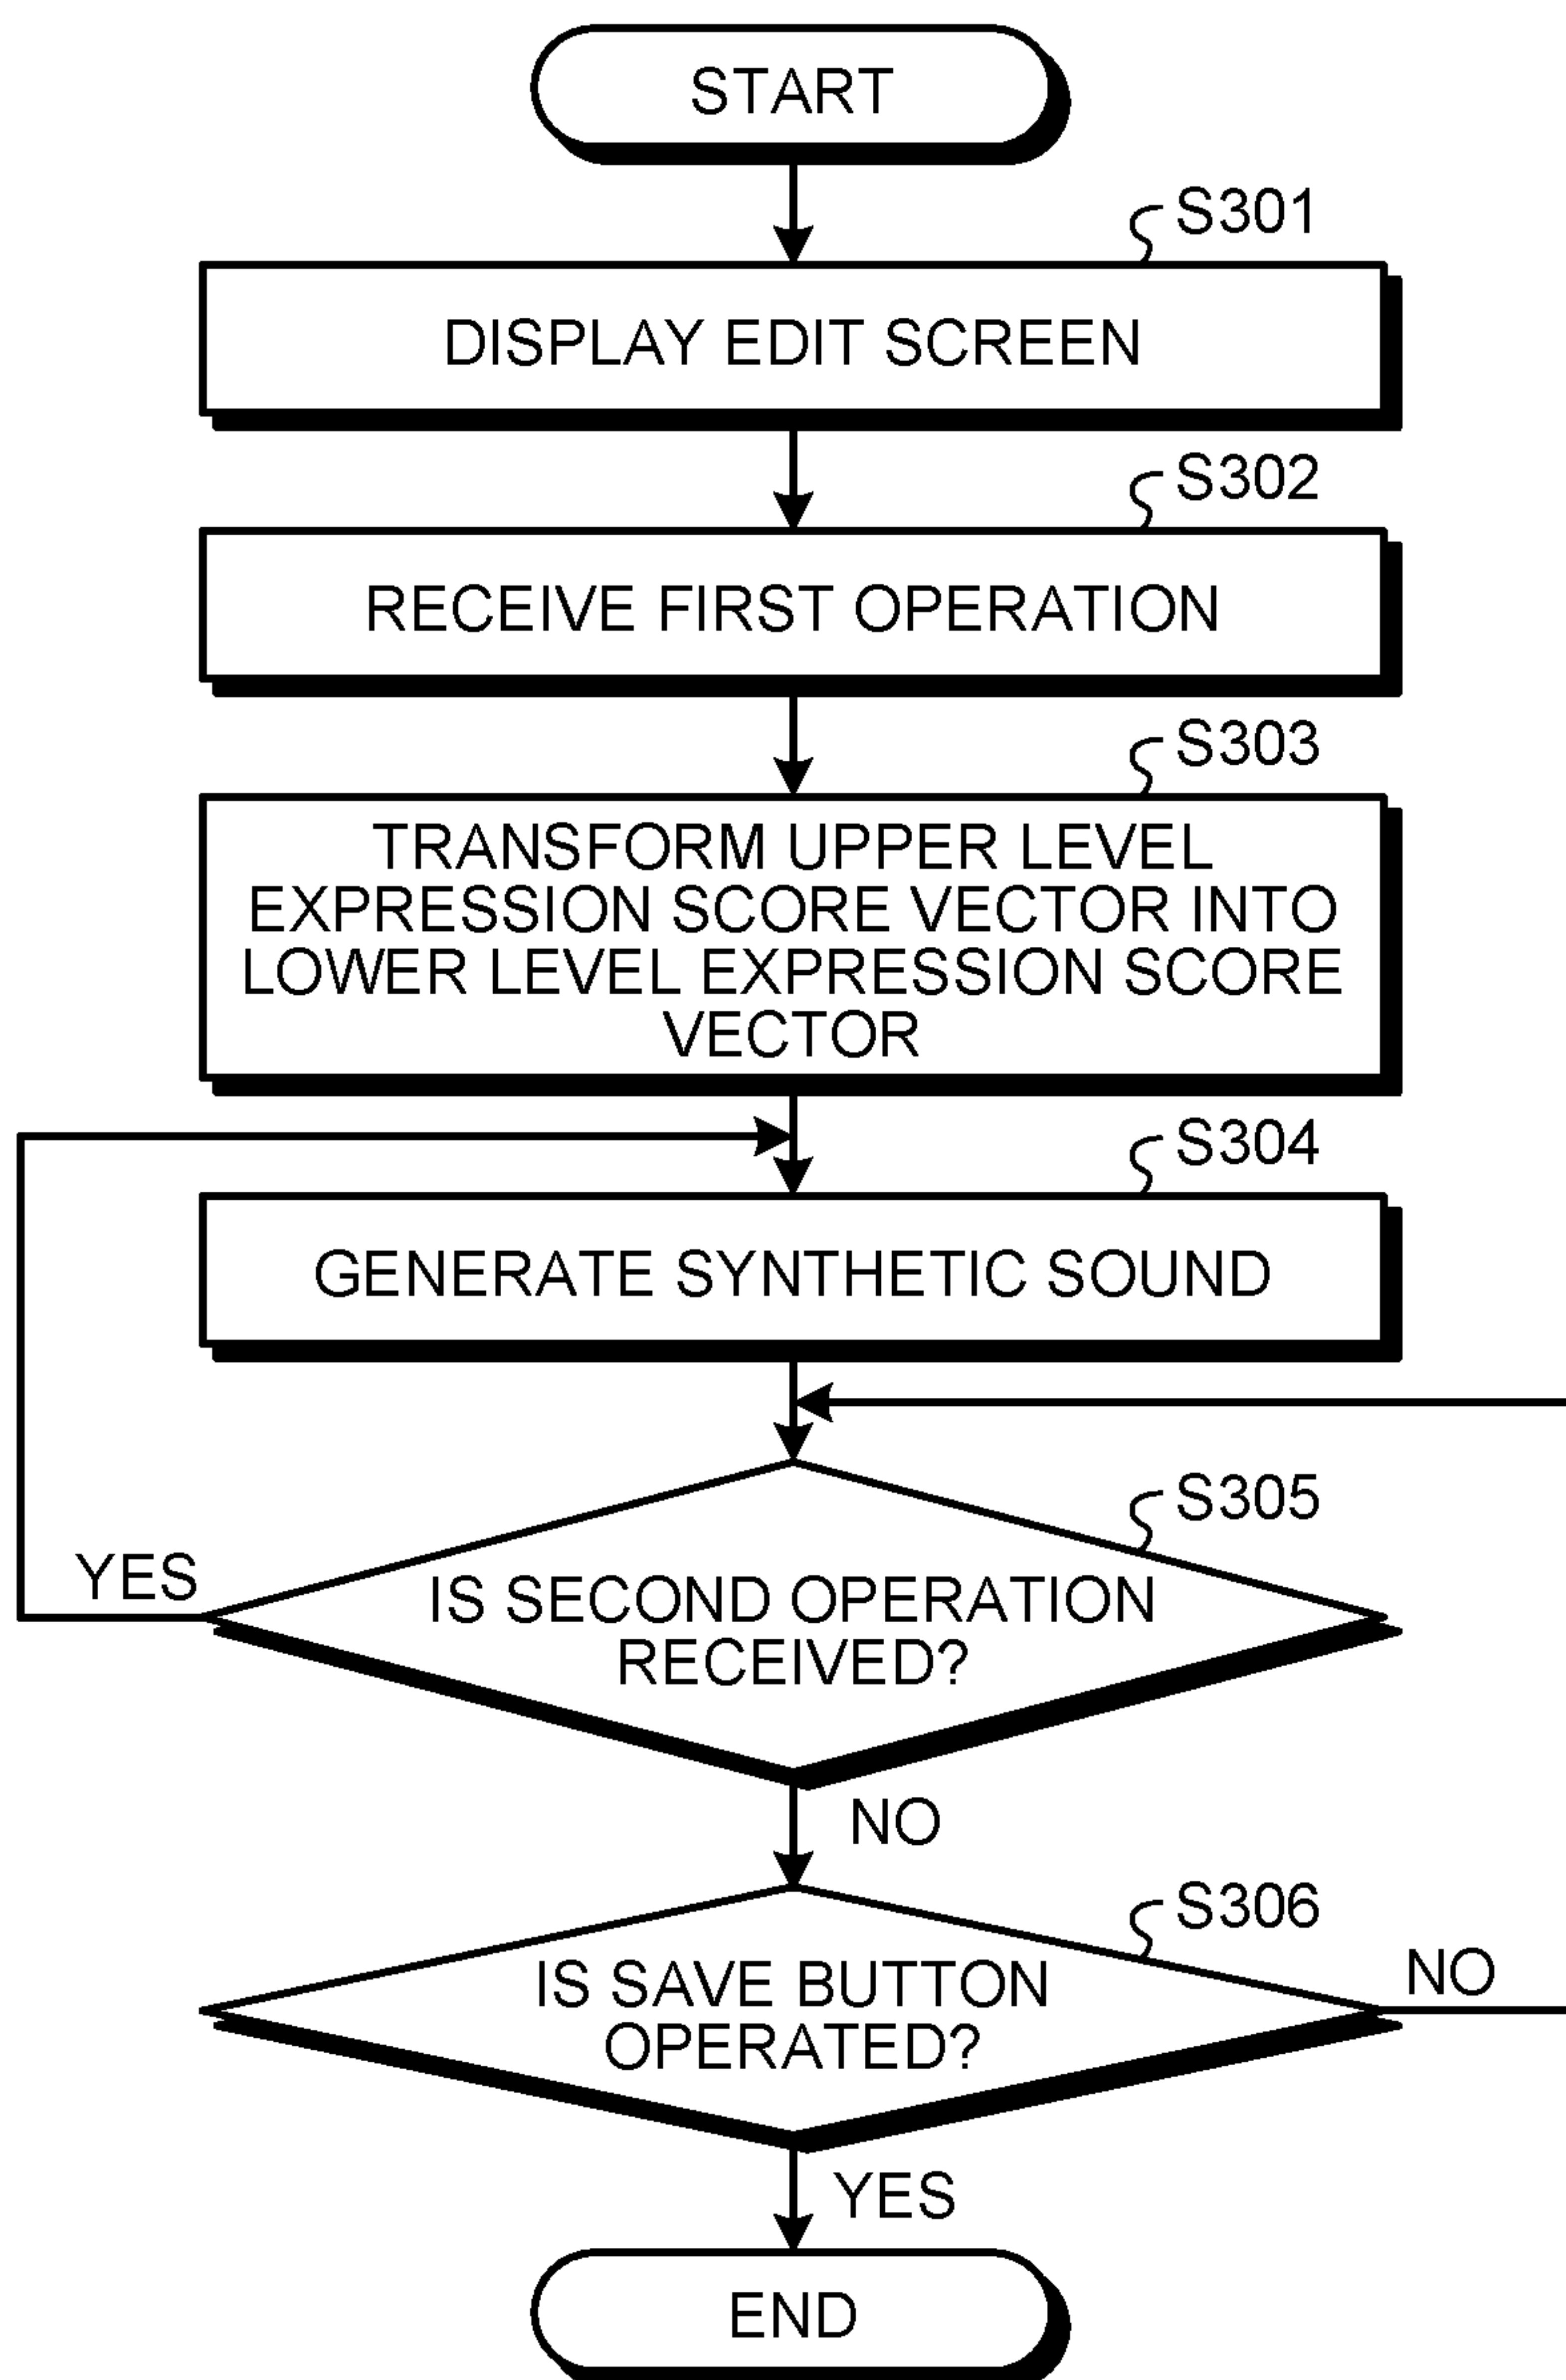 START
S301
DISPLAY EDIT SCREEN
S302
RECEIVE FIRST OPERATION
S303
TRANSFORM UPPER LEVEL
EXPRESSION SCORE VECTOR INTO
LOWER LEVEL EXPRESSION SCORE
VECTOR
S304
GENERATE SYNTHETIC SOUND
S305
YES
IS SECOND OPERATION
RECEIVED?
NO
S306
IS SAVE BUTTON
OPERATED?
NO
YES
END